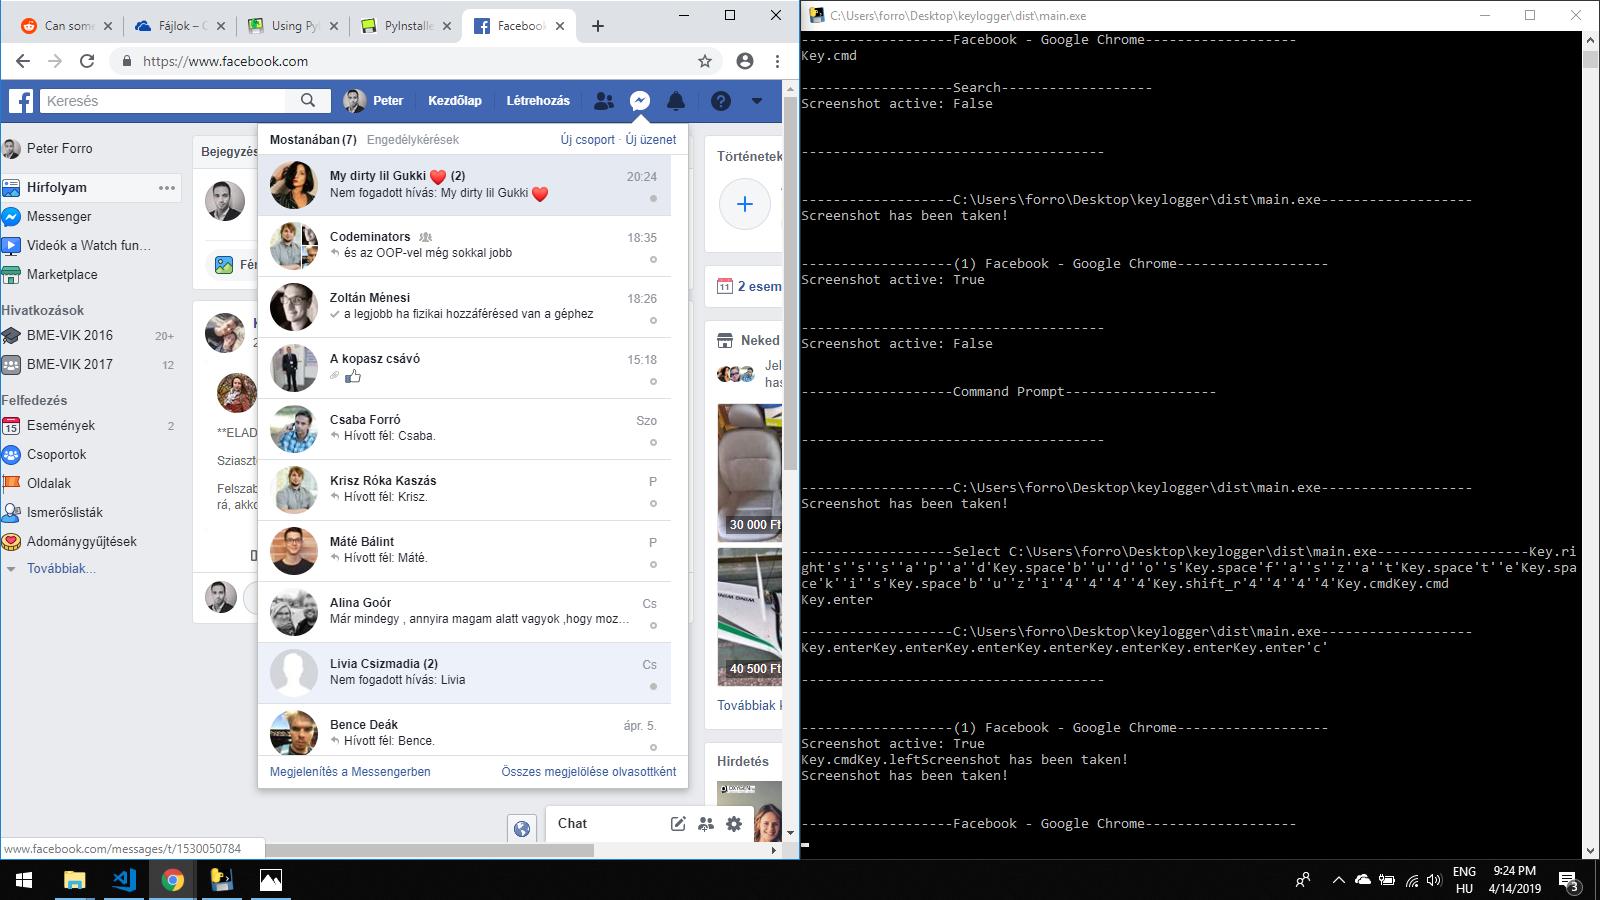 Can some
Fájlok – C
Using PyI
PyInstalle
Facebook
https://www.facebook.com
Keresés
Peter
Kezdőlap
Létrehozás
Peter Forro
Hírfolyam
Messenger
Videók a Watch fun...
Marketplace
Hivatkozások
BME-VIK 2016 20+
BME-VIK 2017 12
Felfedezés
Események 2
Csoportok
Oldalak
Ismerőslisták
Adománygyűjtések
Továbbiak...
Bejegyzés
Fén
**ELAD
Sziaszt
Felszab
rá, akko
Mostanában (7) Engedélykérések Új csoport · Új üzenet
My dirty lil Gukki ❤ (2) 20:24
Nem fogadott hívás: My dirty lil Gukki ❤
Codeminators 18:35
és az OOP-vel még sokkal jobb
Zoltán Ménesi 18:26
a legjobb ha fizikai hozzáférésed van a géphez
A kopasz csávó 15:18
Csaba Forró Szo
Hívott fél: Csaba.
Krisz Róka Kaszás P
Hívott fél: Krisz.
Máté Bálint P
Hívott fél: Máté.
Alina Goór Cs
Már mindegy , annyira magam alatt vagyok ,hogy moz...
Livia Csizmadia (2) Cs
Nem fogadott hívás: Livia
Bence Deák ápr. 5.
Hívott fél: Bence.
Megjelenítés a Messengerben Összes megjelölése olvasottként
Történetek
11 2 esem
Neked
Jel
has
30 000 Ft
40 500 Ft
Továbbiak
Hirdetés
OXYGEN
Chat
www.facebook.com/messages/t/1530050784
C:\Users\forro\Desktop\keylogger\dist\main.exe
-------------------Facebook - Google Chrome-------------------
Key.cmd
-------------------Search-------------------
Screenshot active: False
--------------------------------------
-------------------C:\Users\forro\Desktop\keylogger\dist\main.exe-------------------
Screenshot has been taken!
-------------------(1) Facebook - Google Chrome-------------------
Screenshot active: True
--------------------------------------
Screenshot active: False
-------------------Command Prompt-------------------
--------------------------------------
-------------------C:\Users\forro\Desktop\keylogger\dist\main.exe-------------------
Screenshot has been taken!
-------------------Select C:\Users\forro\Desktop\keylogger\dist\main.exe-------------------Key.ri
ght's''s''s''a''p''a''d'Key.space'b''u''d''o''s'Key.space'f''a''s''z''a''t'Key.space't''e'Key.spa
ce'k''i''s'Key.space'b''u''z''i''4''4''4''4'Key.shift_r'4''4''4''4'Key.cmdKey.cmd
Key.enter
-------------------C:\Users\forro\Desktop\keylogger\dist\main.exe-------------------
Key.enterKey.enterKey.enterKey.enterKey.enterKey.enterKey.enter'c'
--------------------------------------
-------------------(1) Facebook - Google Chrome-------------------
Screenshot active: True
Key.cmdKey.leftScreenshot has been taken!
Screenshot has been taken!
-------------------Facebook - Google Chrome-------------------
ENG
HU
9:24 PM
4/14/2019
3